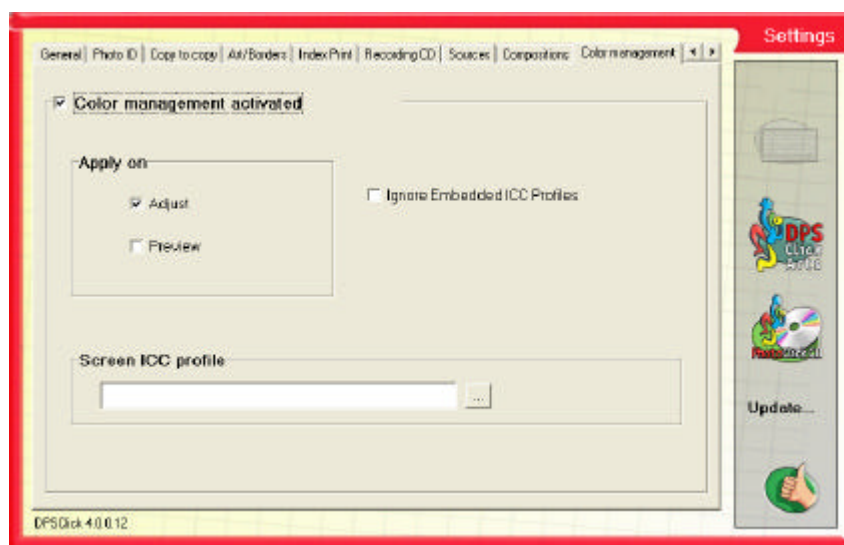 Settings
General Photo ID Copy to copy Art/Borders Index Print Recording CD Sources Compositions Color management
Color management activated
Apply on
Adjust
Ignore Embedded ICC Profiles
Preview
DPS
Click
Screen ICC profile
...
Update...
DPSClick 4.0.0.12